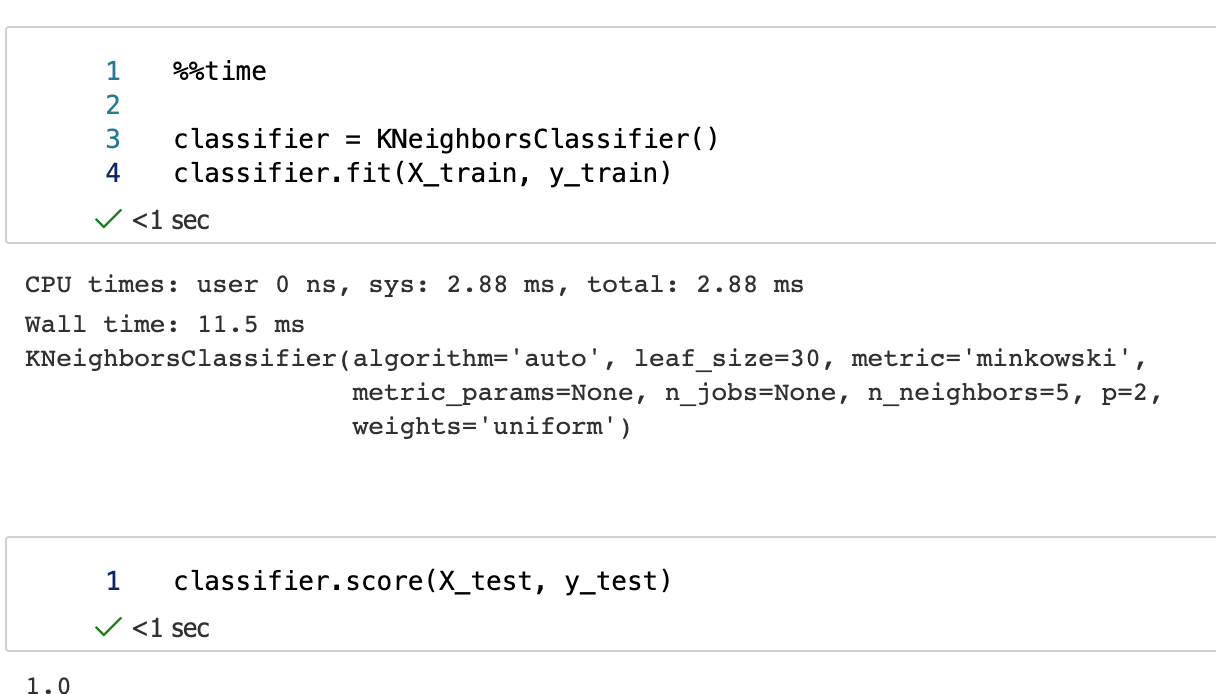 1 %%time
2
3 classifier = KNeighborsClassifier()
4 classifier.fit(X_train, y_train)
<1 sec
CPU times: user 0 ns, sys: 2.88 ms, total: 2.88 ms
Wall time: 11.5 ms
KNeighborsClassifier(algorithm='auto', leaf_size=30, metric='minkowski',
metric_params=None, n_jobs=None, n_neighbors=5, p=2,
weights='uniform')
1 classifier.score(X_test, y_test)
<1 sec
1.0